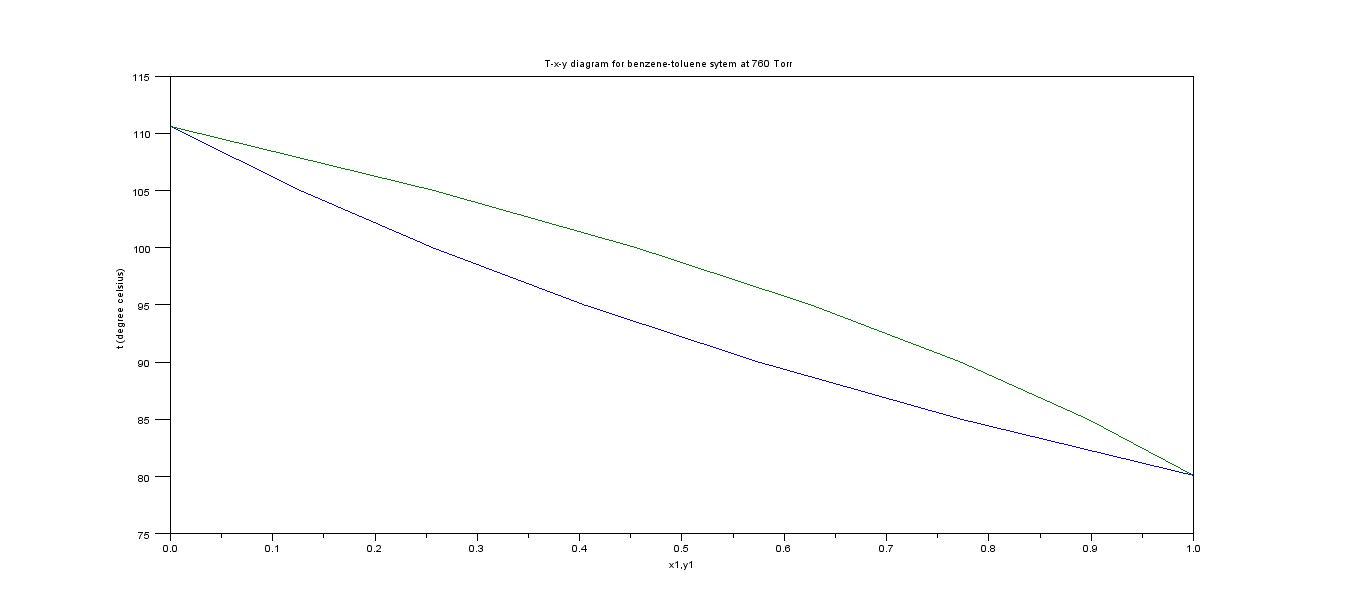 T-x-y diagram for benzene-toluene sytem at 760 Torr
115
110
105
100
95
90
85
80
75
t (degree celsius)
0.0 0.1 0.2 0.3 0.4 0.5 0.6 0.7 0.8 0.9 1.0
x1,y1